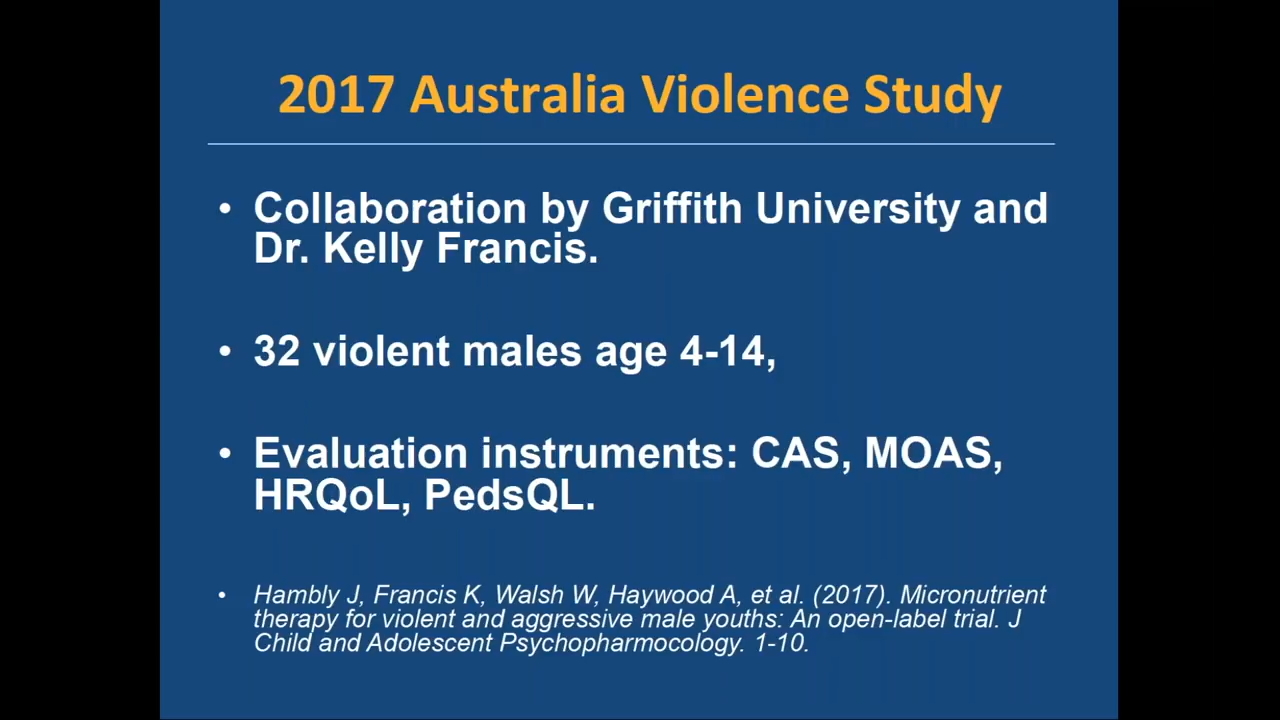 2017 Australia Violence Study
• Collaboration by Griffith University and
Dr. Kelly Francis.
• 32 violent males age 4-14,
• Evaluation instruments: CAS, MOAS,
HRQoL, PedsQL.
• Hambly J, Francis K, Walsh W, Haywood A, et al. (2017). Micronutrient
therapy for violent and aggressive male youths: An open-label trial. J
Child and Adolescent Psychopharmocology. 1-10.